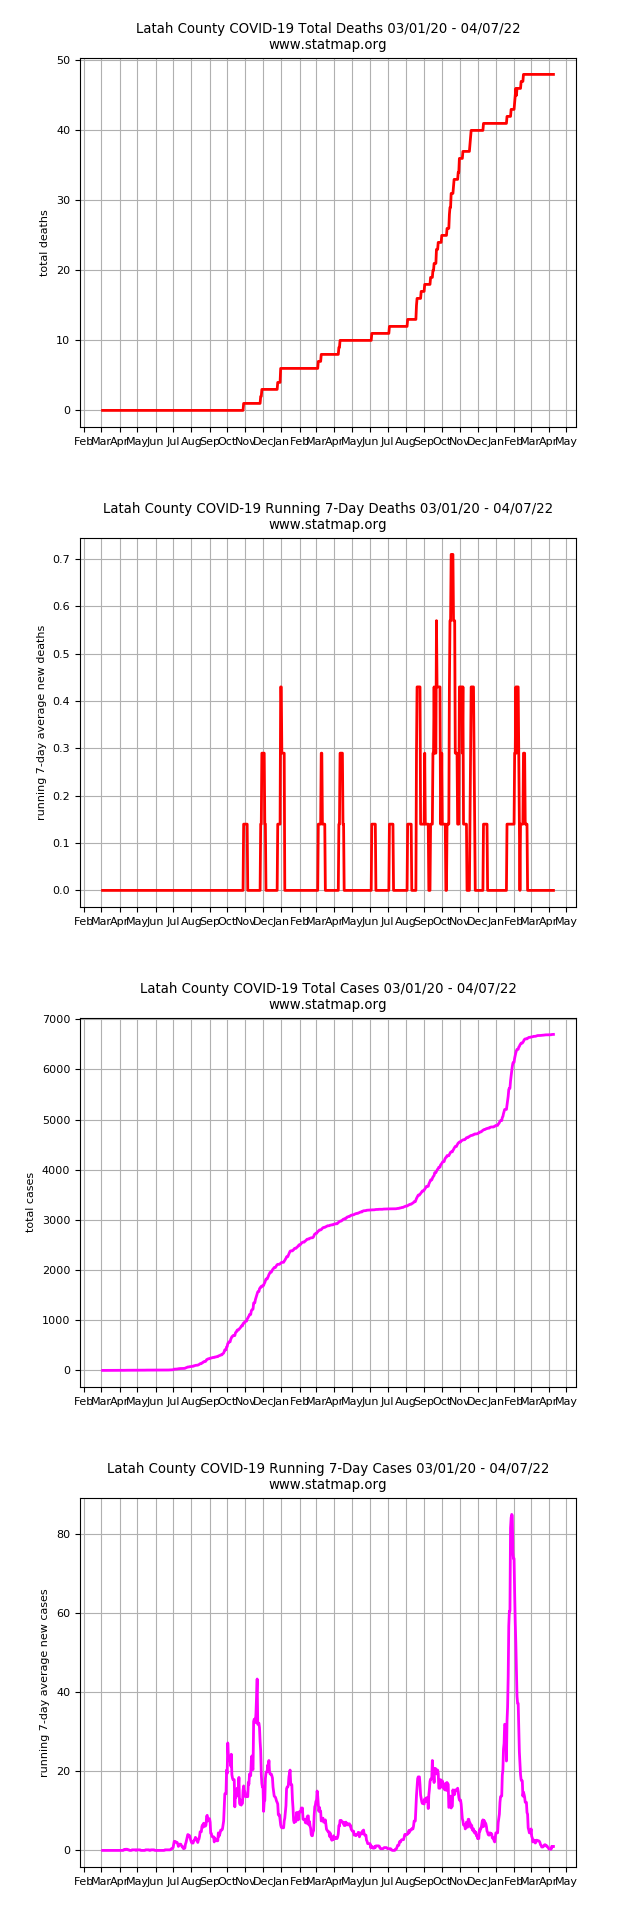 Latah County COVID-19 Total Deaths 03/01/20 - 04/07/22
www.statmap.org
50
40
30
20
10
0
total deaths
Feb Mar Apr May Jun Jul Aug Sep Oct Nov Dec Jan Feb Mar Apr May Jun Jul Aug Sep Oct Nov Dec Jan Feb Mar Apr May
Latah County COVID-19 Running 7-Day Deaths 03/01/20 - 04/07/22
www.statmap.org
0.7
0.6
0.5
0.4
0.3
0.2
0.1
0.0
running 7-day average new deaths
Feb Mar Apr May Jun Jul Aug Sep Oct Nov Dec Jan Feb Mar Apr May Jun Jul Aug Sep Oct Nov Dec Jan Feb Mar Apr May
Latah County COVID-19 Total Cases 03/01/20 - 04/07/22
www.statmap.org
7000
6000
5000
4000
3000
2000
1000
0
total cases
Feb Mar Apr May Jun Jul Aug Sep Oct Nov Dec Jan Feb Mar Apr May Jun Jul Aug Sep Oct Nov Dec Jan Feb Mar Apr May
Latah County COVID-19 Running 7-Day Cases 03/01/20 - 04/07/22
www.statmap.org
80
60
40
20
0
running 7-day average new cases
Feb Mar Apr May Jun Jul Aug Sep Oct Nov Dec Jan Feb Mar Apr May Jun Jul Aug Sep Oct Nov Dec Jan Feb Mar Apr May